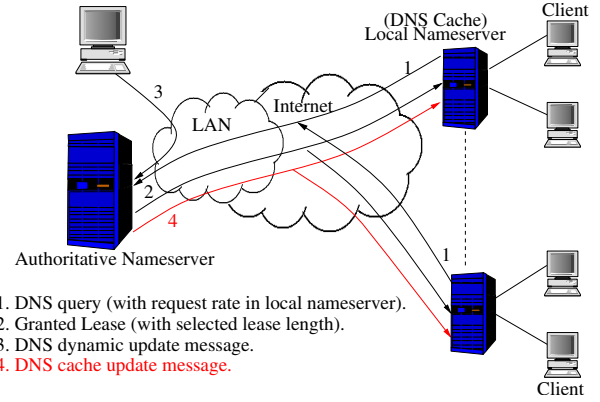 Client
(DNS Cache)
Local Nameserver
1
3
Internet
LAN
2
4
Authoritative Nameserver
1
1. DNS query (with request rate in local nameserver).
2. Granted Lease (with selected lease length).
3. DNS dynamic update message.
4. DNS cache update message.
Client